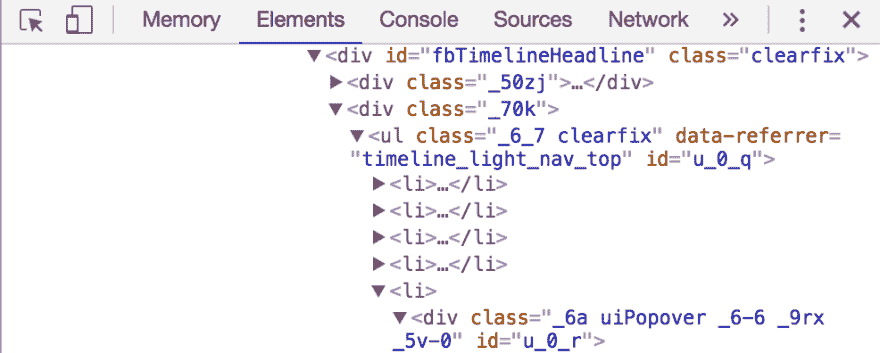 Memory Elements Console Sources Network »
▼<div id="fbTimelineHeadline" class="clearfix">
▶<div class="_50zj">…</div>
▼<div class="_70k">
▼<ul class="_6_7 clearfix" data-referrer=
"timeline_light_nav_top" id="u_0_q">
▶<li>…</li>
▶<li>…</li>
▶<li>…</li>
▶<li>…</li>
▼<li>
▼<div class="_6a uiPopover _6-6 _9rx
_5v-0" id="u_0_r">